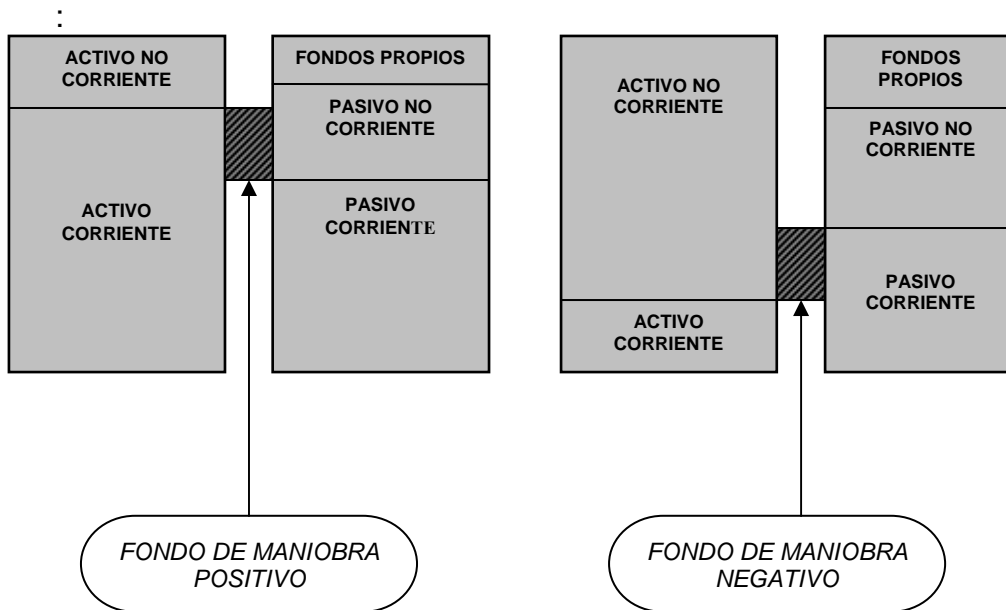 :
ACTIVO NO
CORRIENTE
ACTIVO
CORRIENTE
FONDOS PROPIOS
PASIVO NO
CORRIENTE
PASIVO
CORRIENTE
FONDO DE MANIOBRA
POSITIVO
ACTIVO NO
CORRIENTE
ACTIVO
CORRIENTE
FONDOS
PROPIOS
PASIVO NO
CORRIENTE
PASIVO
CORRIENTE
FONDO DE MANIOBRA
NEGATIVO